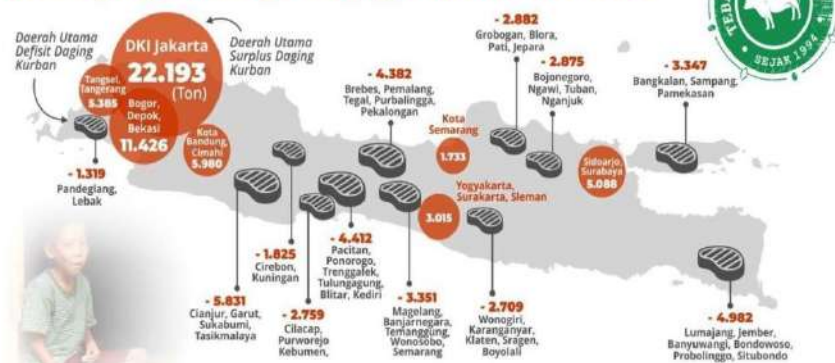 Daerah Utama
Defisit Daging
Kurban
DKI Jakarta
22.193
(Ton)
Daerah Utama
Surplus Daging
Kurban
Tangsel,
Tangerang
5.385
Bogor,
Depok,
Bekasi
11.426
Kota
Bandung,
Cimahi
5.980
- 1.319
Pandeglang,
Lebak
- 4.382
Brebes, Pemalang,
Tegal, Purbalingga,
Pekalongan
- 2.882
Grobogan, Blora,
Pati, Jepara
- 2.875
Bojonegoro,
Ngawi, Tuban,
Nganjuk
- 3.347
Bangkalan, Sampang,
Pamekasan
SEJAK 1994
Kota
Semarang
1.733
Sidoarjo,
Surabaya
5.088
Yogyakarta,
Surakarta, Sleman
3.015
- 5.831
Cianjur, Garut,
Sukabumi,
Tasikmalaya
- 1.825
Cirebon,
Kuningan
- 2.759
Cilacap,
Purworejo
Kebumen,
- 4.412
Pacitan,
Ponorogo,
Trenggalek,
Tulungagung,
Blitar, Kediri
- 3.351
Magelang,
Banjarnegara,
Temanggung,
Wonosobo,
Semarang
- 2.709
Wonogiri,
Karanganyar,
Klaten, Sragen,
Boyolali
- 4.982
Lumajang, Jember,
Banyuwangi, Bondowoso,
Probolinggo, Situbondo